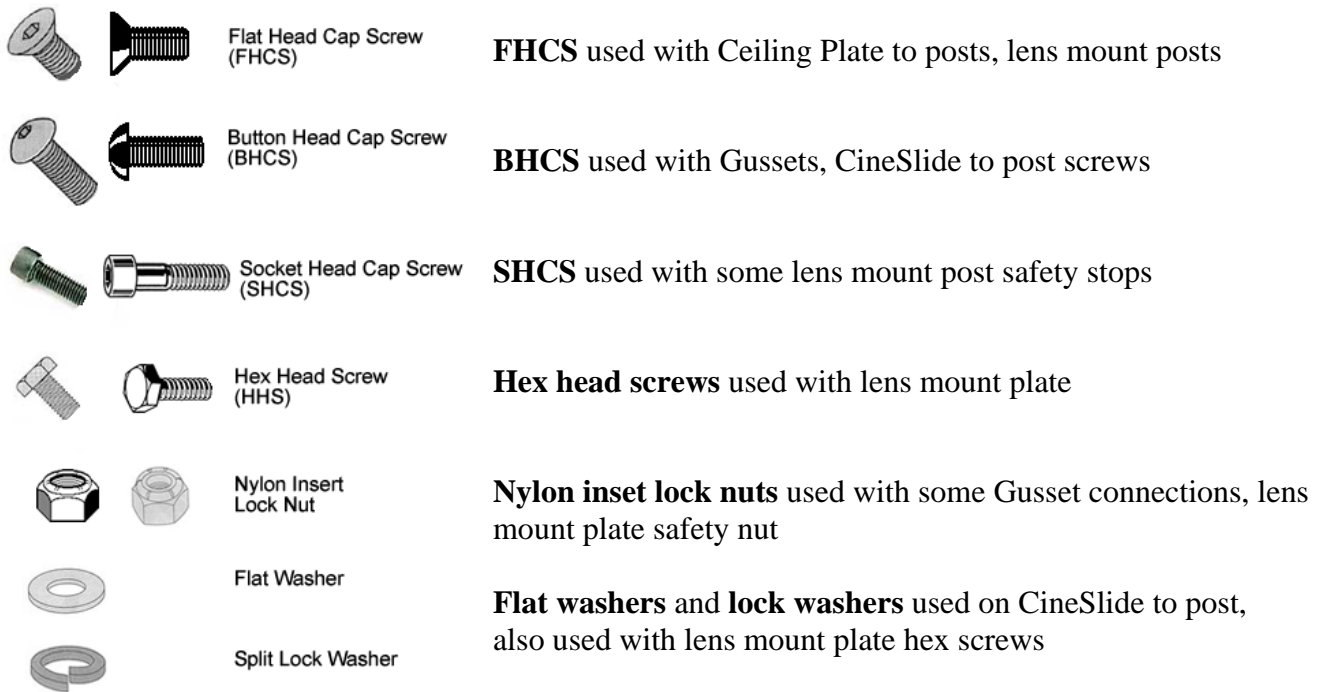 Flat Head Cap Screw
(FHCS)
FHCS used with Ceiling Plate to posts, lens mount posts
Button Head Cap Screw
(BHCS)
BHCS used with Gussets, CineSlide to post screws
Socket Head Cap Screw
(SHCS)
SHCS used with some lens mount post safety stops
Hex Head Screw
(HHS)
Hex head screws used with lens mount plate
Nylon Insert
Lock Nut
Nylon inset lock nuts used with some Gusset connections, lens
mount plate safety nut
Flat Washer
Flat washers and lock washers used on CineSlide to post,
also used with lens mount plate hex screws
Split Lock Washer